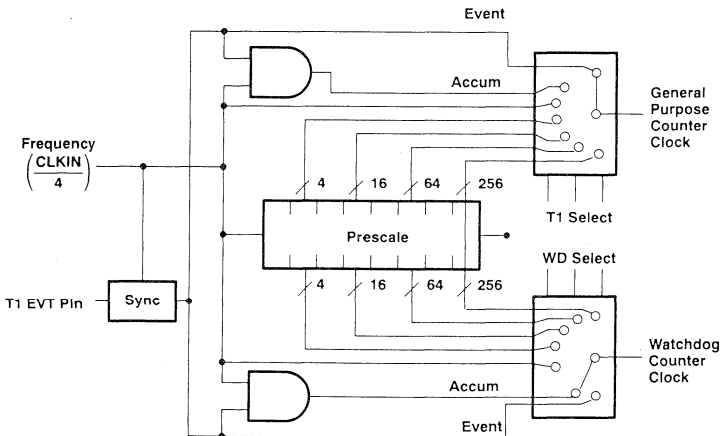 Event
Accum
General
Purpose
Counter
Clock
Frequency
(CLKIN
4)
/4 /16 /64 /256
T1 Select
Prescale
WD Select
T1 EVT Pin
Sync
/4 /16 /64 /256
Watchdog
Counter
Clock
Accum
Event